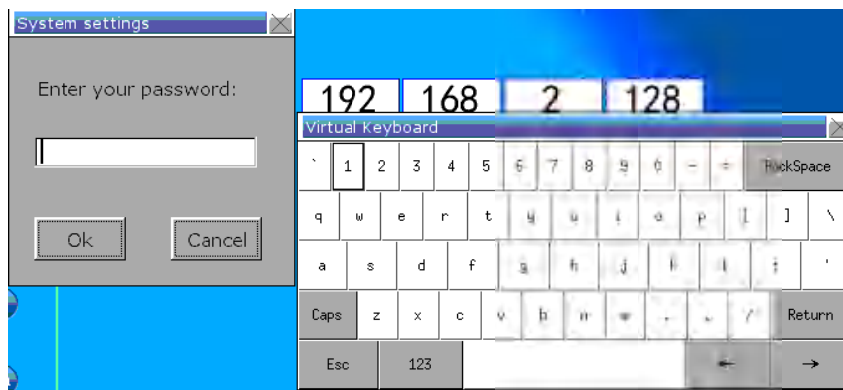 System settings
Enter your password:
Ok Cancel
192 168 2 128
Virtual Keyboard
` 1 2 3 4 5 6 7 8 9 0 - = BackSpace
q w e r t y u i o p [ ] \
a s d f g h j k l ; '
Caps z x c v b n m , . / Return
Esc 123 ← →